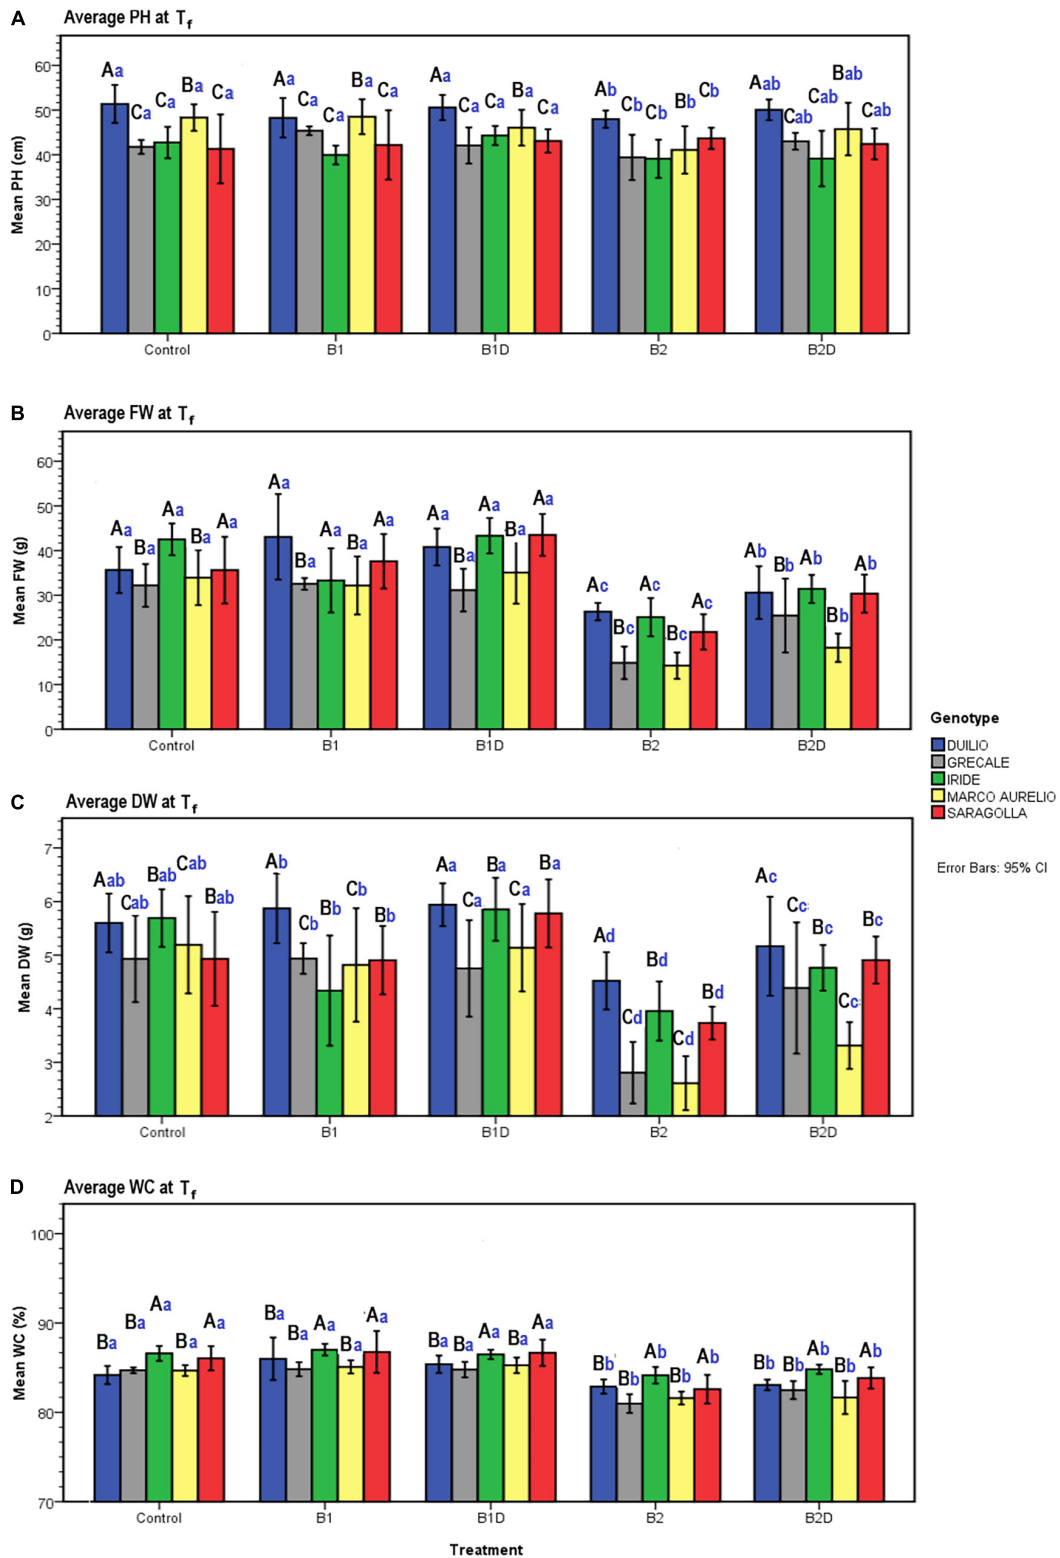 A Average PH at Tf
Mean PH (cm)
60
50
40
30
20
10
0
Aa Ca Ca Ba Ca
Aa Ca Ca Ba Ca
Aa Ca Ca Ba Ca
Ab Cb Cb Bb Cb
Aab Cab Cab Bab Cab
Control B1 B1D B2 B2D
B Average FW at Tf
Mean FW (g)
60
50
40
30
20
10
0
Aa Ba Aa Ba Aa
Aa Ba Aa Ba Aa
Aa Ba Aa Ba Aa
Ac Bc Ac Bc Ac
Ab Bb Ab Bb Ab
Control B1 B1D B2 B2D
Genotype
DUILIO
GRECALE
IRIDE
MARCO AURELIO
SARAGOLLA
Error Bars: 95% CI
C Average DW at Tf
Mean DW (g)
7
6
5
4
3
2
Aab Cab Bab Cab Bab
Ab Cb Bb Cb Bb
Aa Ca Ba Ca Ba
Ad Cd Bd Cd Bd
Ac Cc Bc Cc Bc
Control B1 B1D B2 B2D
D Average WC at Tf
Mean WC (%)
100
90
80
70
Ba Ba Aa Ba Aa
Ba Ba Aa Ba Aa
Ba Ba Aa Ba Aa
Bb Bb Ab Bb Ab
Bb Bb Ab Bb Ab
Control B1 B1D B2 B2D
Treatment